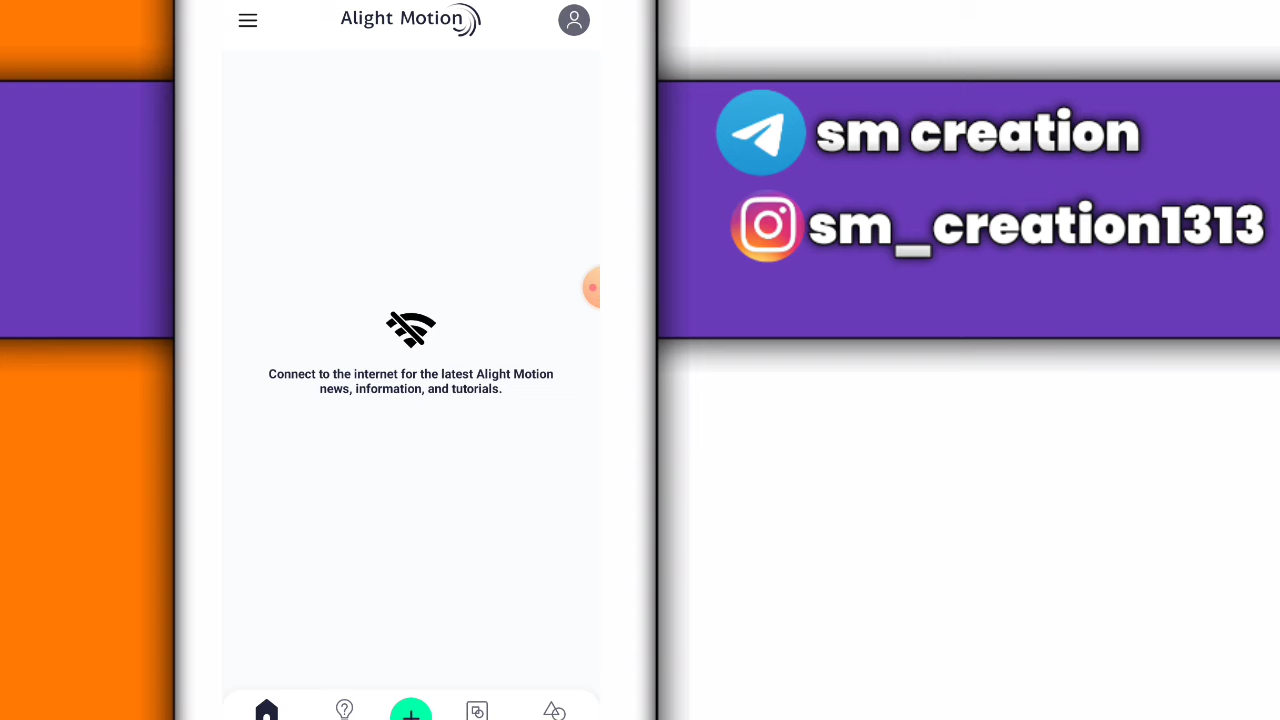 Alight Motion
sm creation
sm_creation1313
Connect to the internet for the latest Alight Motion
news, information, and tutorials.